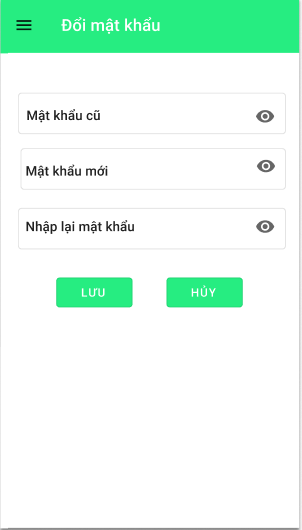 Đổi mật khẩu
Mật khẩu cũ
Mật khẩu mới
Nhập lại mật khẩu
LƯU
HỦY